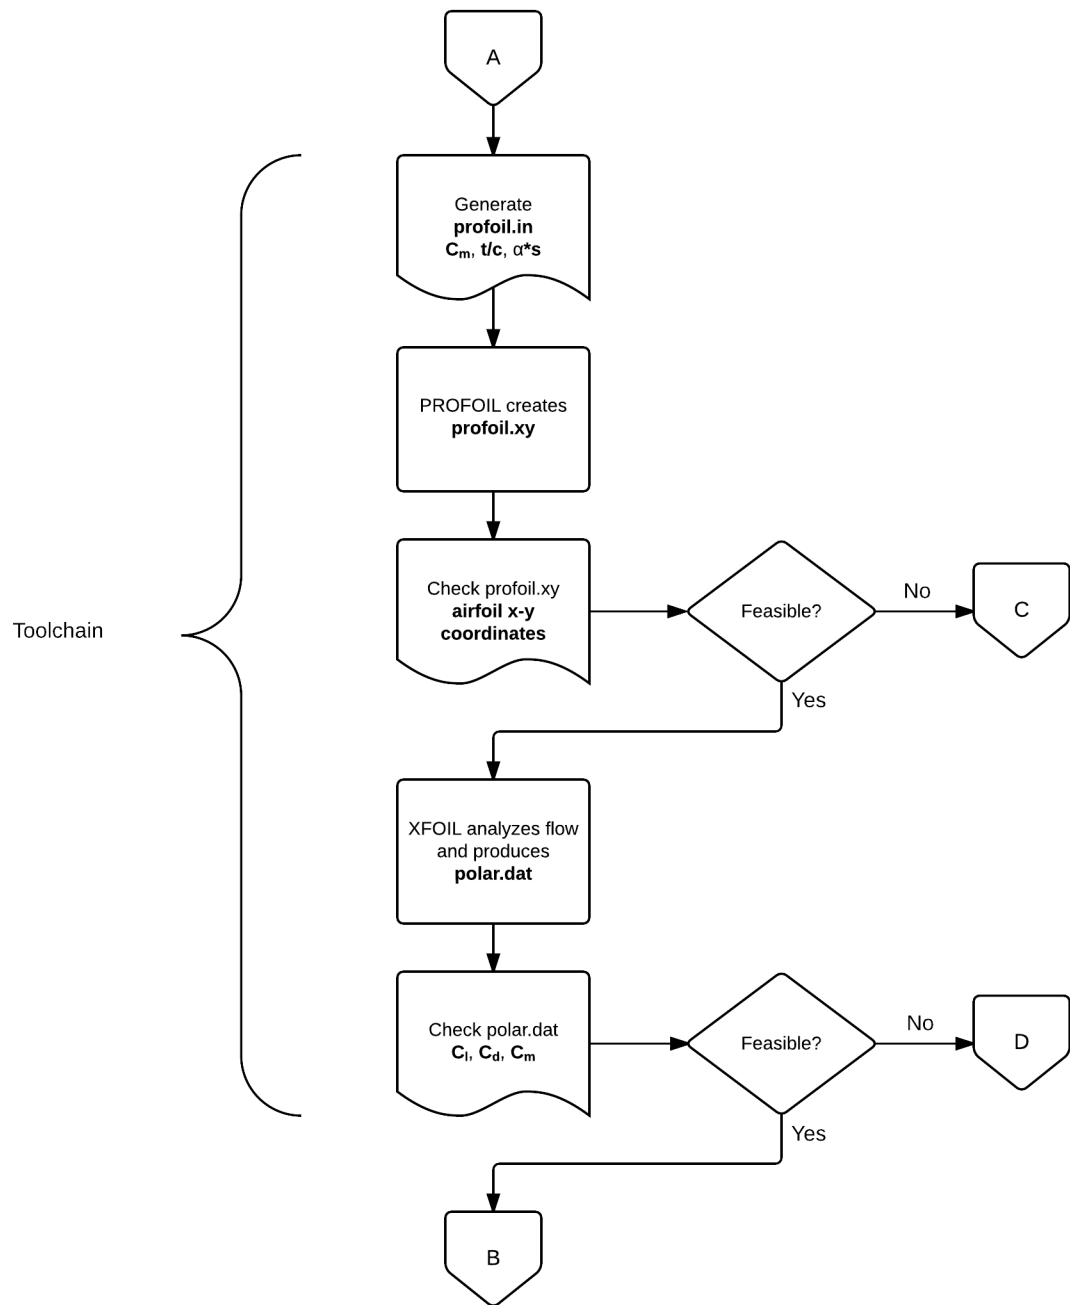 A
Generate
profoil.in
Cm, t/c, α*s
PROFOIL creates
profoil.xy
Check profoil.xy
airfoil x-y
coordinates
Feasible?
No
C
Toolchain
Yes
XFOIL analyzes flow
and produces
polar.dat
Check polar.dat
Cl, Cd, Cm
Feasible?
No
D
Yes
B